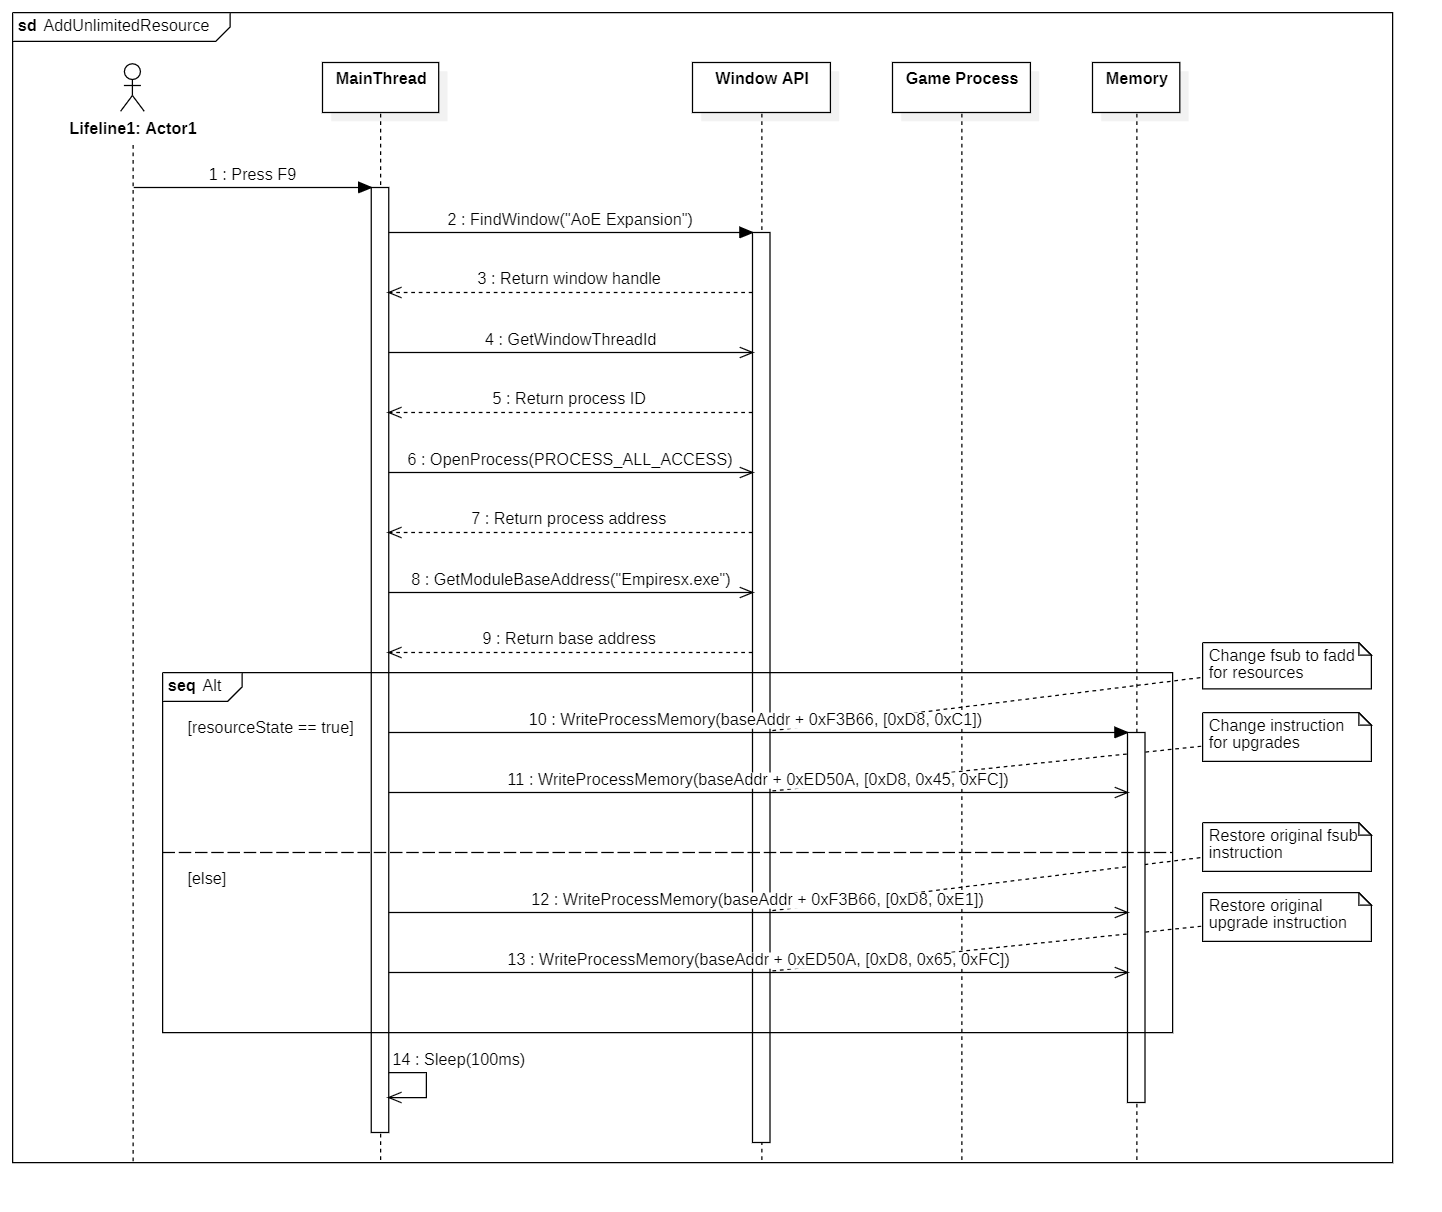 sd AddUnlimitedResource
Lifeline1: Actor1
MainThread
Window API
Game Process
Memory
1 : Press F9
2 : FindWindow("AoE Expansion")
3 : Return window handle
4 : GetWindowThreadId
5 : Return process ID
6 : OpenProcess(PROCESS_ALL_ACCESS)
7 : Return process address
8 : GetModuleBaseAddress("Empiresx.exe")
9 : Return base address
Change fsub to fadd
for resources
seq Alt
[resourceState == true]
10 : WriteProcessMemory(baseAddr + 0xF3B66, [0xD8, 0xC1])
Change instruction
for upgrades
11 : WriteProcessMemory(baseAddr + 0xED50A, [0xD8, 0x45, 0xFC])
Restore original fsub
instruction
[else]
12 : WriteProcessMemory(baseAddr + 0xF3B66, [0xD8, 0xE1])
Restore original
upgrade instruction
13 : WriteProcessMemory(baseAddr + 0xED50A, [0xD8, 0x65, 0xFC])
14 : Sleep(100ms)